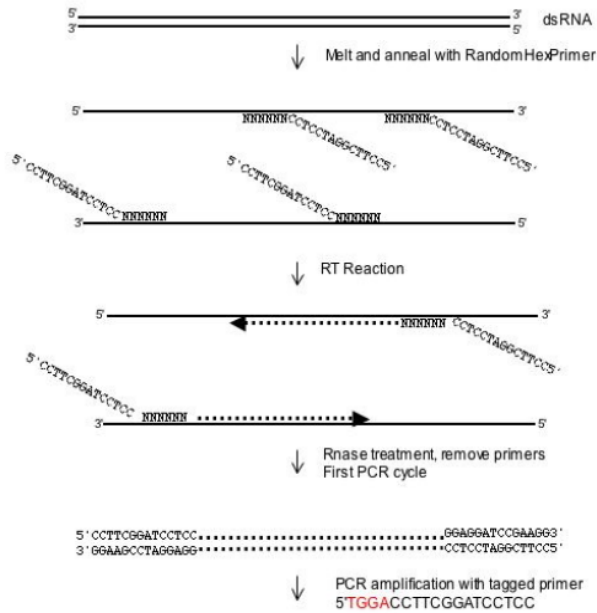 5' 3' dsRNA
3' 5'
Melt and anneal with RandomHexPrimer
5' 3'
NNNNNNCCTCCTAGGCTTCC5' NNNNNNCCTCCTAGGCTTCC5'
5'CCTTCGGATCCTCCNNNNNN 5'CCTTCGGATCCTCCNNNNNN
3' 5'
RT Reaction
5' 3'
NNNNNN CCTCCTAGGCTTCC5'
5'CCTTCGGATCCTCC NNNNNN
3' 5'
Rnase treatment, remove primers
First PCR cycle
5'CCTTCGGATCCTCC GGAGGATCCGAAGG3'
3'GGAAGCCTAGGAGG CCTCCTAGGCTTCC5'
PCR amplification with tagged primer
5'TGGACCTTCGGATCCTCC